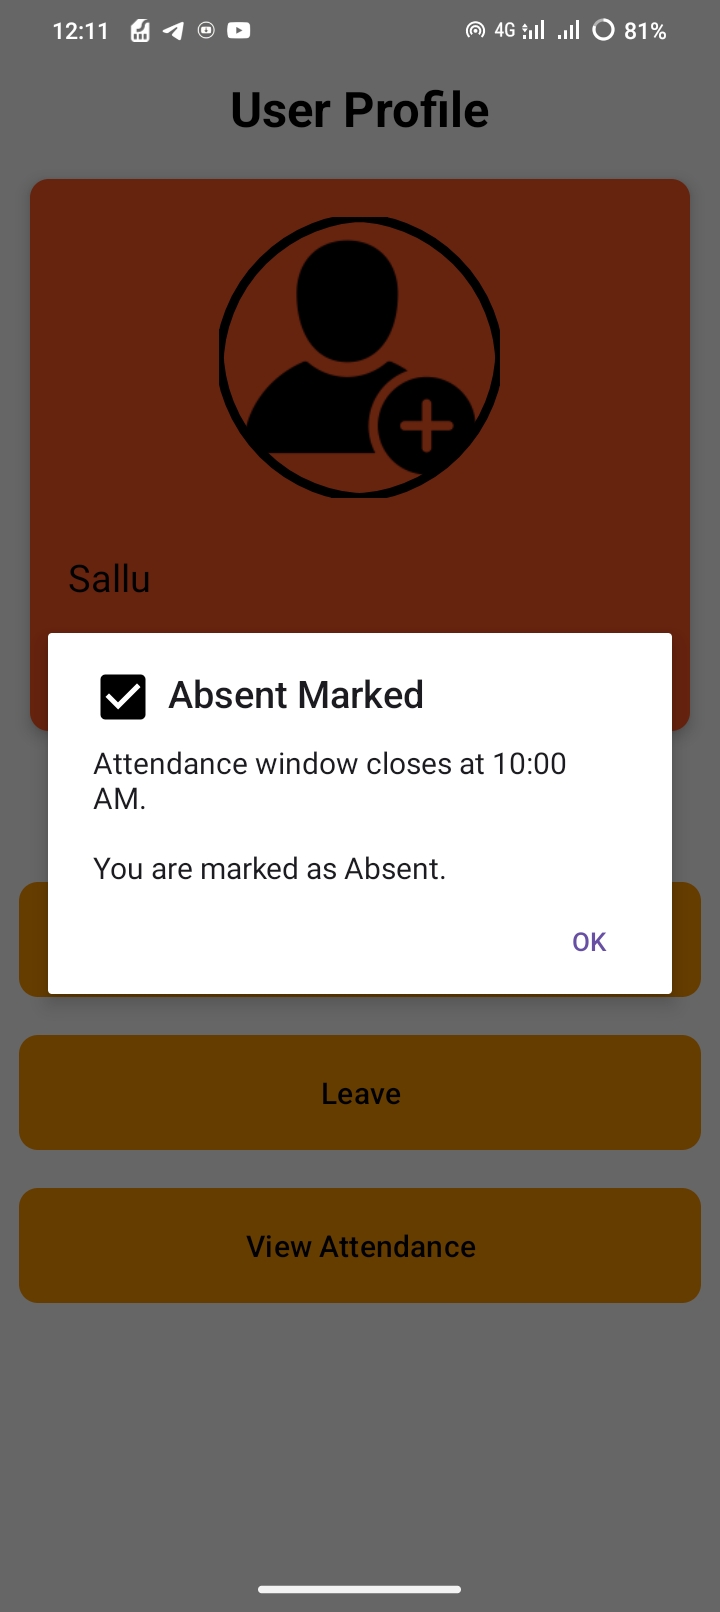 12:11 4G 81%
User Profile
Sallu
Absent Marked
Attendance window closes at 10:00
AM.
You are marked as Absent.
OK
Leave
View Attendance